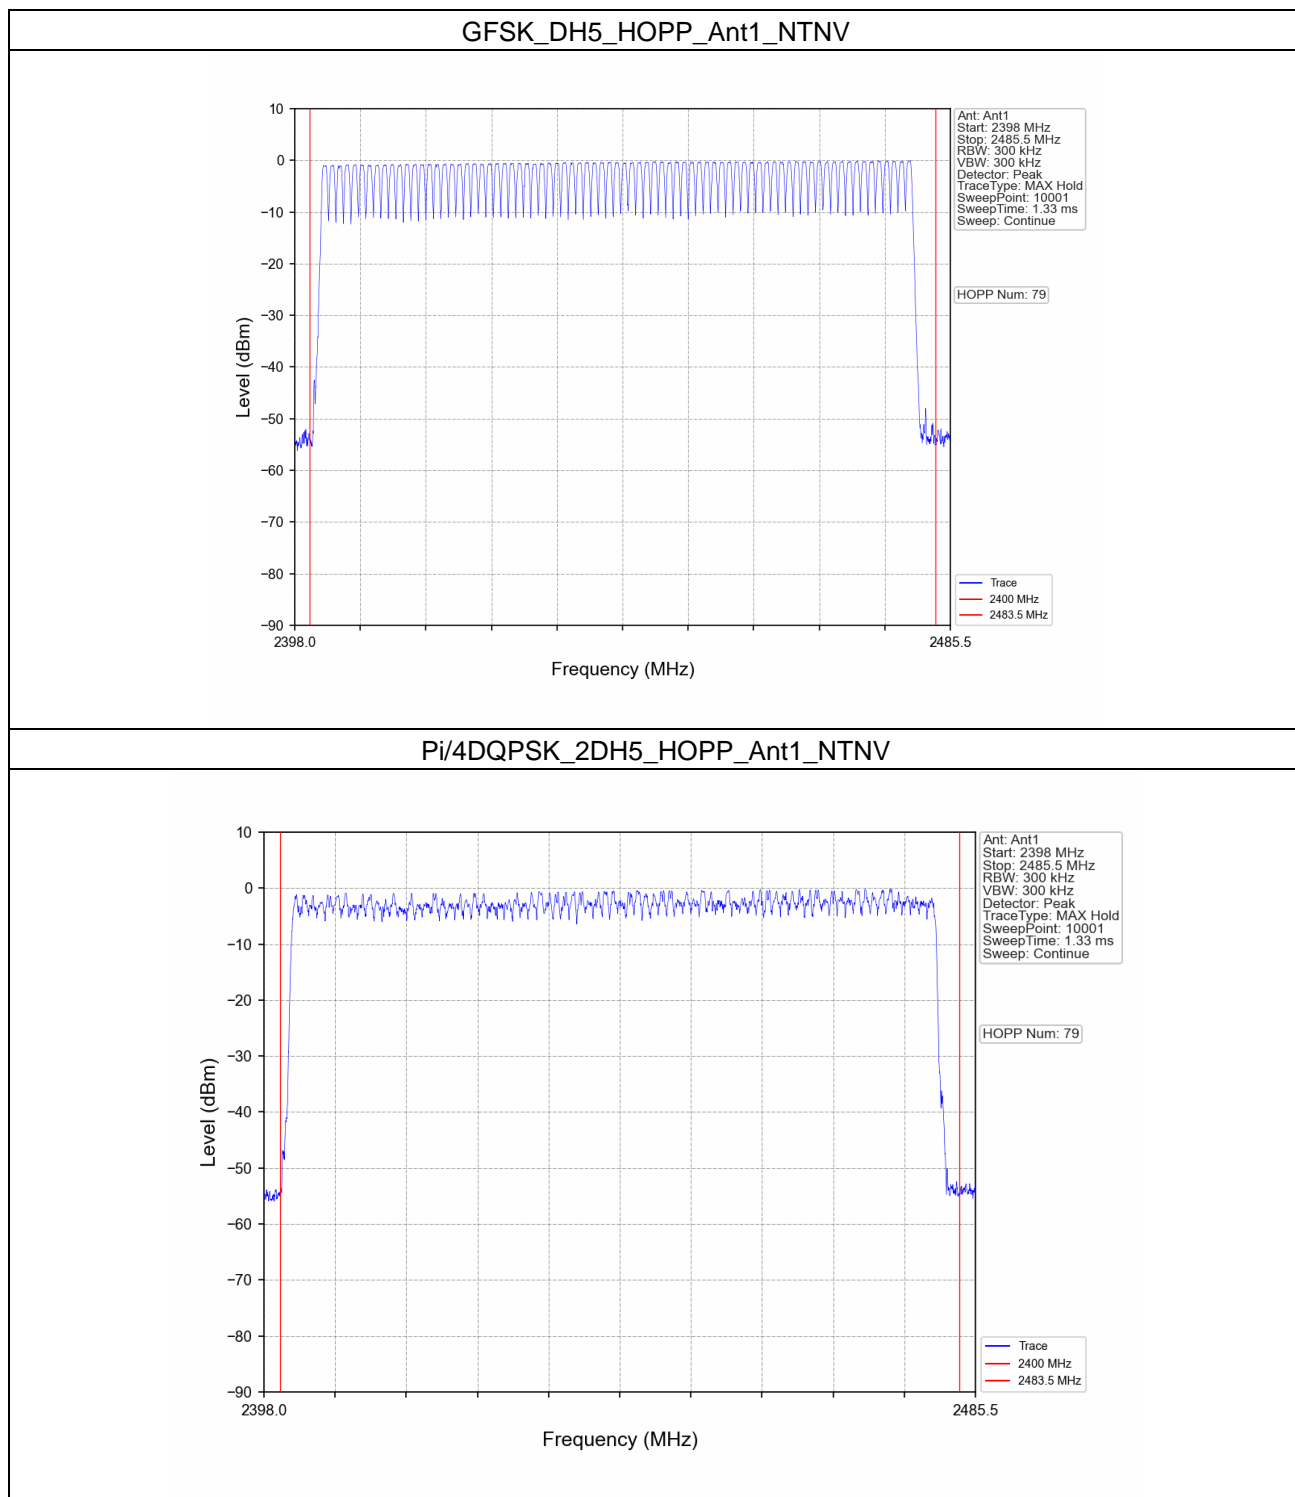 GFSK_DH5_HOPP_Ant1_NTNV
10
0
−10
−20
−30
−40
−50
−60
−70
−80
−90
Level (dBm)
2398.0
2485.5
Frequency (MHz)
Ant: Ant1
Start: 2398 MHz
Stop: 2485.5 MHz
RBW: 300 kHz
VBW: 300 kHz
Detector: Peak
TraceType: MAX Hold
SweepPoint: 10001
SweepTime: 1.33 ms
Sweep: Continue
HOPP Num: 79
Trace
2400 MHz
2483.5 MHz
Pi/4DQPSK_2DH5_HOPP_Ant1_NTNV
10
0
−10
−20
−30
−40
−50
−60
−70
−80
−90
Level (dBm)
2398.0
2485.5
Frequency (MHz)
Ant: Ant1
Start: 2398 MHz
Stop: 2485.5 MHz
RBW: 300 kHz
VBW: 300 kHz
Detector: Peak
TraceType: MAX Hold
SweepPoint: 10001
SweepTime: 1.33 ms
Sweep: Continue
HOPP Num: 79
Trace
2400 MHz
2483.5 MHz